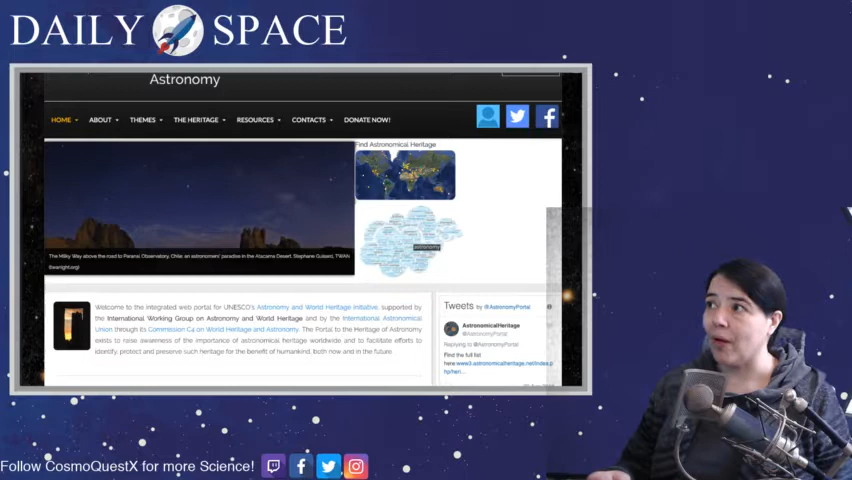 DAILY SPACE
Astronomy
HOME ABOUT THEMES THE HERITAGE RESOURCES CONTACTS DONATE NOW!
Find Astronomical Heritage
astronomy
The Milky Way above the road to Paranal Observatory, Chile: an astronomers' paradise in the Atacama Desert. Stephane Guisard, TWAN
Welcome to the integrated web portal for UNESCO's Astronomy and World Heritage Initiative, supported by
the International Working Group on Astronomy and World Heritage and by the International Astronomical
Union through its Commission C4 on World Heritage and Astronomy. The Portal to the Heritage of Astronomy
exists to raise awareness of the importance of astronomical heritage worldwide and to facilitate efforts to
identify, protect and preserve such heritage for the benefit of humankind, both now and in the future.
Tweets by @AstronomyPortal
AstronomicalHeritage
@AstronomyPortal
Replying to @AstronomyPortal
Find the full list
here:www3.astronomicalheritage.net/index.p
hp/hen...
Follow CosmoQuestX for more Science!